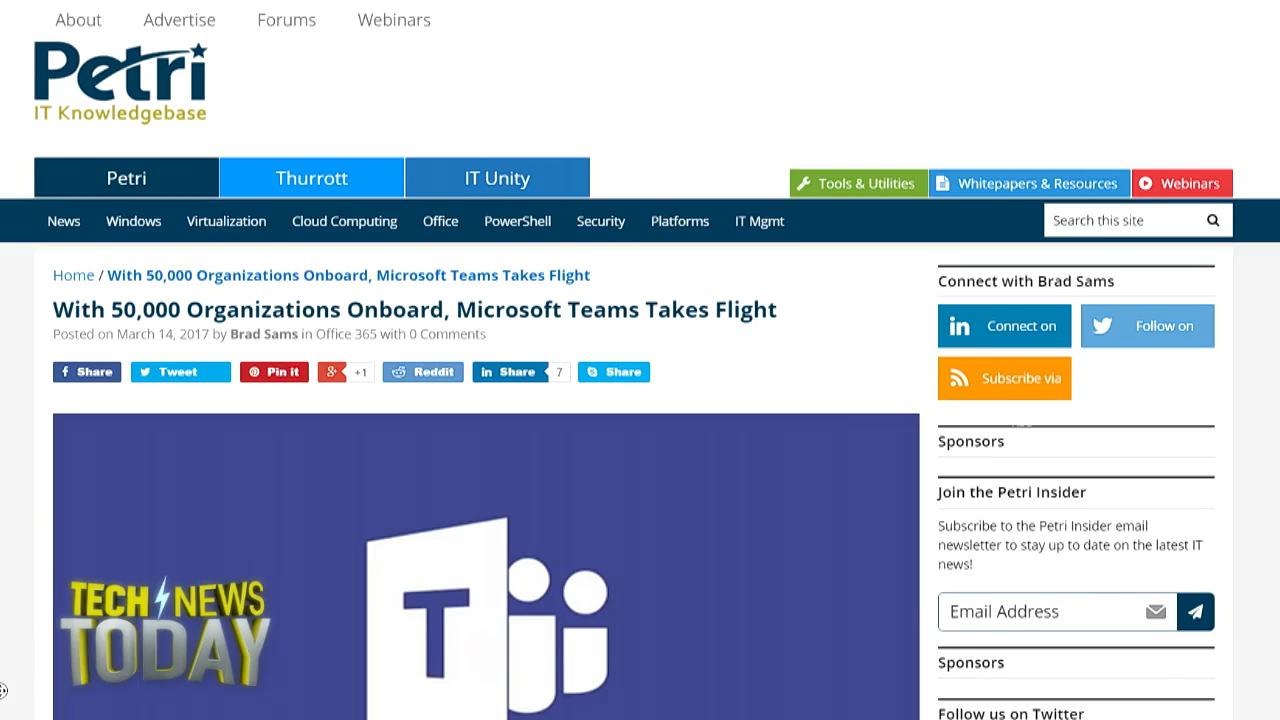 About Advertise Forums Webinars
Petri
IT Knowledgebase
Petri Thurrott IT Unity
Tools & Utilities Whitepapers & Resources Webinars
News Windows Virtualization Cloud Computing Office PowerShell Security Platforms IT Mgmt
Search this site
Home / With 50,000 Organizations Onboard, Microsoft Teams Takes Flight
With 50,000 Organizations Onboard, Microsoft Teams Takes Flight
Posted on March 14, 2017 by Brad Sams in Office 365 with 0 Comments
Share Tweet Pin it g+ +1 Reddit Share 7 Share
T
TECH NEWS
TODAY
Connect with Brad Sams
Connect on Follow on
Subscribe via
Sponsors
Join the Petri Insider
Subscribe to the Petri Insider email
newsletter to stay up to date on the latest IT
news!
Email Address
Sponsors
Follow us on Twitter